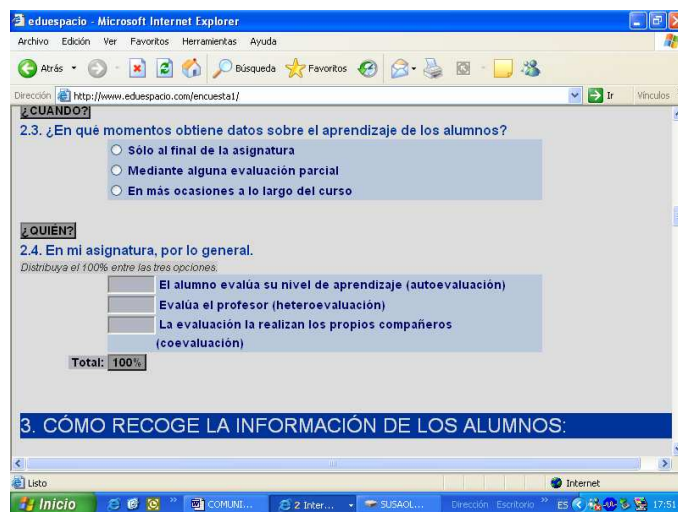 eduespacio - Microsoft Internet Explorer
Archivo Edición Ver Favoritos Herramientas Ayuda
Atrás Búsqueda Favoritos
Dirección http://www.eduespacio.com/encuesta1/ Ir Vínculos
¿CUÁNDO?
2.3. ¿En qué momentos obtiene datos sobre el aprendizaje de los alumnos?
Sólo al final de la asignatura
Mediante alguna evaluación parcial
En más ocasiones a lo largo del curso
¿QUIÉN?
2.4. En mi asignatura, por lo general.
Distribuya el 100% entre las tres opciones.
El alumno evalúa su nivel de aprendizaje (autoevaluación)
Evalúa el profesor (heteroevaluación)
La evaluación la realizan los propios compañeros
(coevaluación)
Total: 100%
3. CÓMO RECOGE LA INFORMACIÓN DE LOS ALUMNOS:
Listo Internet
Inicio » COMUNI... 2 Inter... SUSAOL... Dirección Escritorio » ES 17:51